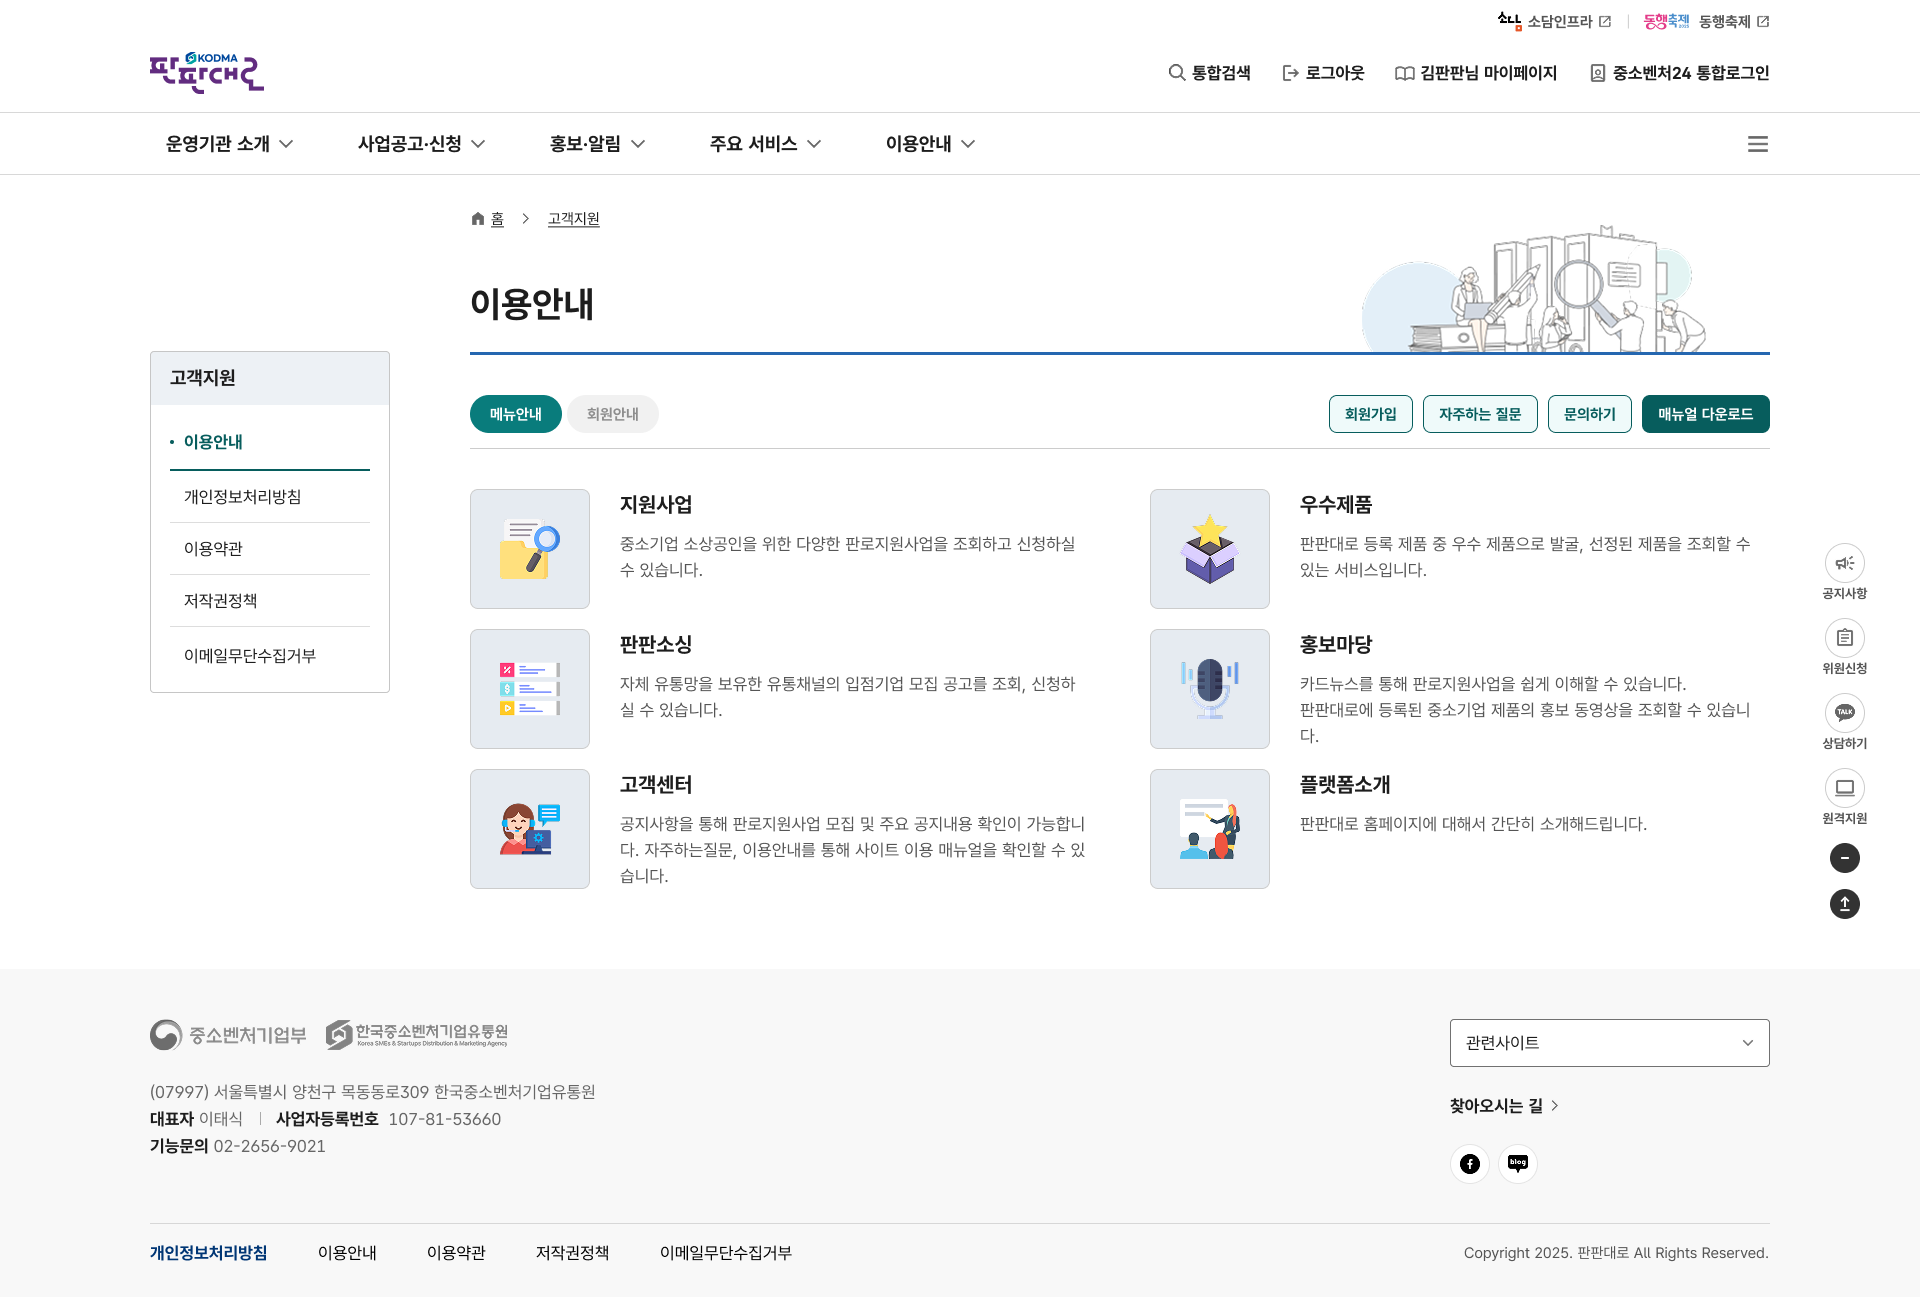 소담인프라
동행축제 2025 동행축제
KODMA
판판대로
통합검색
로그아웃
김판판님 마이페이지
중소벤처24 통합로그인
운영기관 소개
사업공고·신청
홍보·알림
주요 서비스
이용안내
홈
고객지원
이용안내
고객지원
이용안내
개인정보처리방침
이용약관
저작권정책
이메일무단수집거부
메뉴안내
회원안내
회원가입
자주하는 질문
문의하기
매뉴얼 다운로드
지원사업
중소기업 소상공인을 위한 다양한 판로지원사업을 조회하고 신청하실
수 있습니다.
우수제품
판판대로 등록 제품 중 우수 제품으로 발굴, 선정된 제품을 조회할 수
있는 서비스입니다.
판판소싱
자체 유통망을 보유한 유통채널의 입점기업 모집 공고를 조회, 신청하
실 수 있습니다.
홍보마당
카드뉴스를 통해 판로지원사업을 쉽게 이해할 수 있습니다.
판판대로에 등록된 중소기업 제품의 홍보 동영상을 조회할 수 있습니
다.
고객센터
공지사항을 통해 판로지원사업 모집 및 주요 공지내용 확인이 가능합니
다. 자주하는질문, 이용안내를 통해 사이트 이용 매뉴얼을 확인할 수 있
습니다.
플랫폼소개
판판대로 홈페이지에 대해서 간단히 소개해드립니다.
공지사항
위원신청
TALK
상담하기
원격지원
중소벤처기업부
한국중소벤처기업유통원
Korea SMEs & Startups Distribution & Marketing Agency
(07997) 서울특별시 양천구 목동동로309 한국중소벤처기업유통원
대표자 이태식
사업자등록번호 107-81-53660
기능문의 02-2656-9021
관련사이트
찾아오시는 길
blog
개인정보처리방침
이용안내
이용약관
저작권정책
이메일무단수집거부
Copyright 2025. 판판대로 All Rights Reserved.